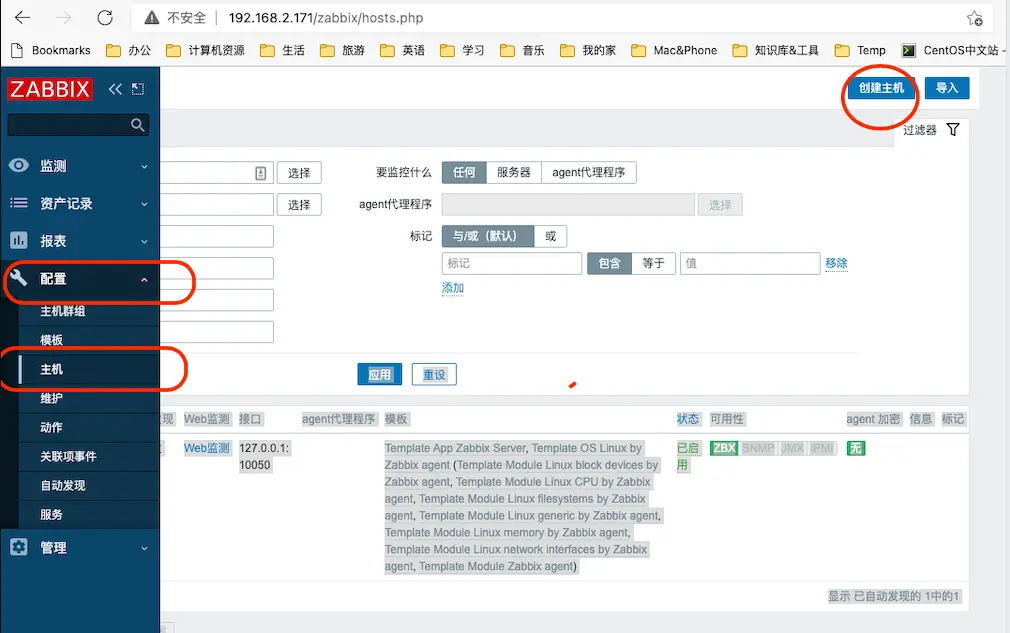 不安全 192.168.2.171/zabbix/hosts.php
Bookmarks 办公 计算机资源 生活 旅游 英语 学习 音乐 我的家 Mac&Phone 知识库&工具 Temp CentOS中文站 -
ZABBIX
创建主机 导入
过滤器
监测
资产记录
报表
配置
主机群组
模板
主机
维护
动作
关联项事件
自动发现
服务
管理
选择
选择
要监控什么 任何 服务器 agent代理程序
agent代理程序 选择
标记 与/或（默认） 或
标记 包含 等于 值 移除
添加
应用 重设
现 Web监测 接口 agent代理程序 模板 状态 可用性 agent 加密 信息 标记
Web监测 127.0.0.1:
10050
Template App Zabbix Server, Template OS Linux by
Zabbix agent (Template Module Linux block devices by
Zabbix agent, Template Module Linux CPU by Zabbix
agent, Template Module Linux filesystems by Zabbix
agent, Template Module Linux generic by Zabbix agent,
Template Module Linux memory by Zabbix agent,
Template Module Linux network interfaces by Zabbix
agent, Template Module Zabbix agent)
已启
用
ZBX SNMP JMX IPMI 无
显示 已自动发现的 1中的1